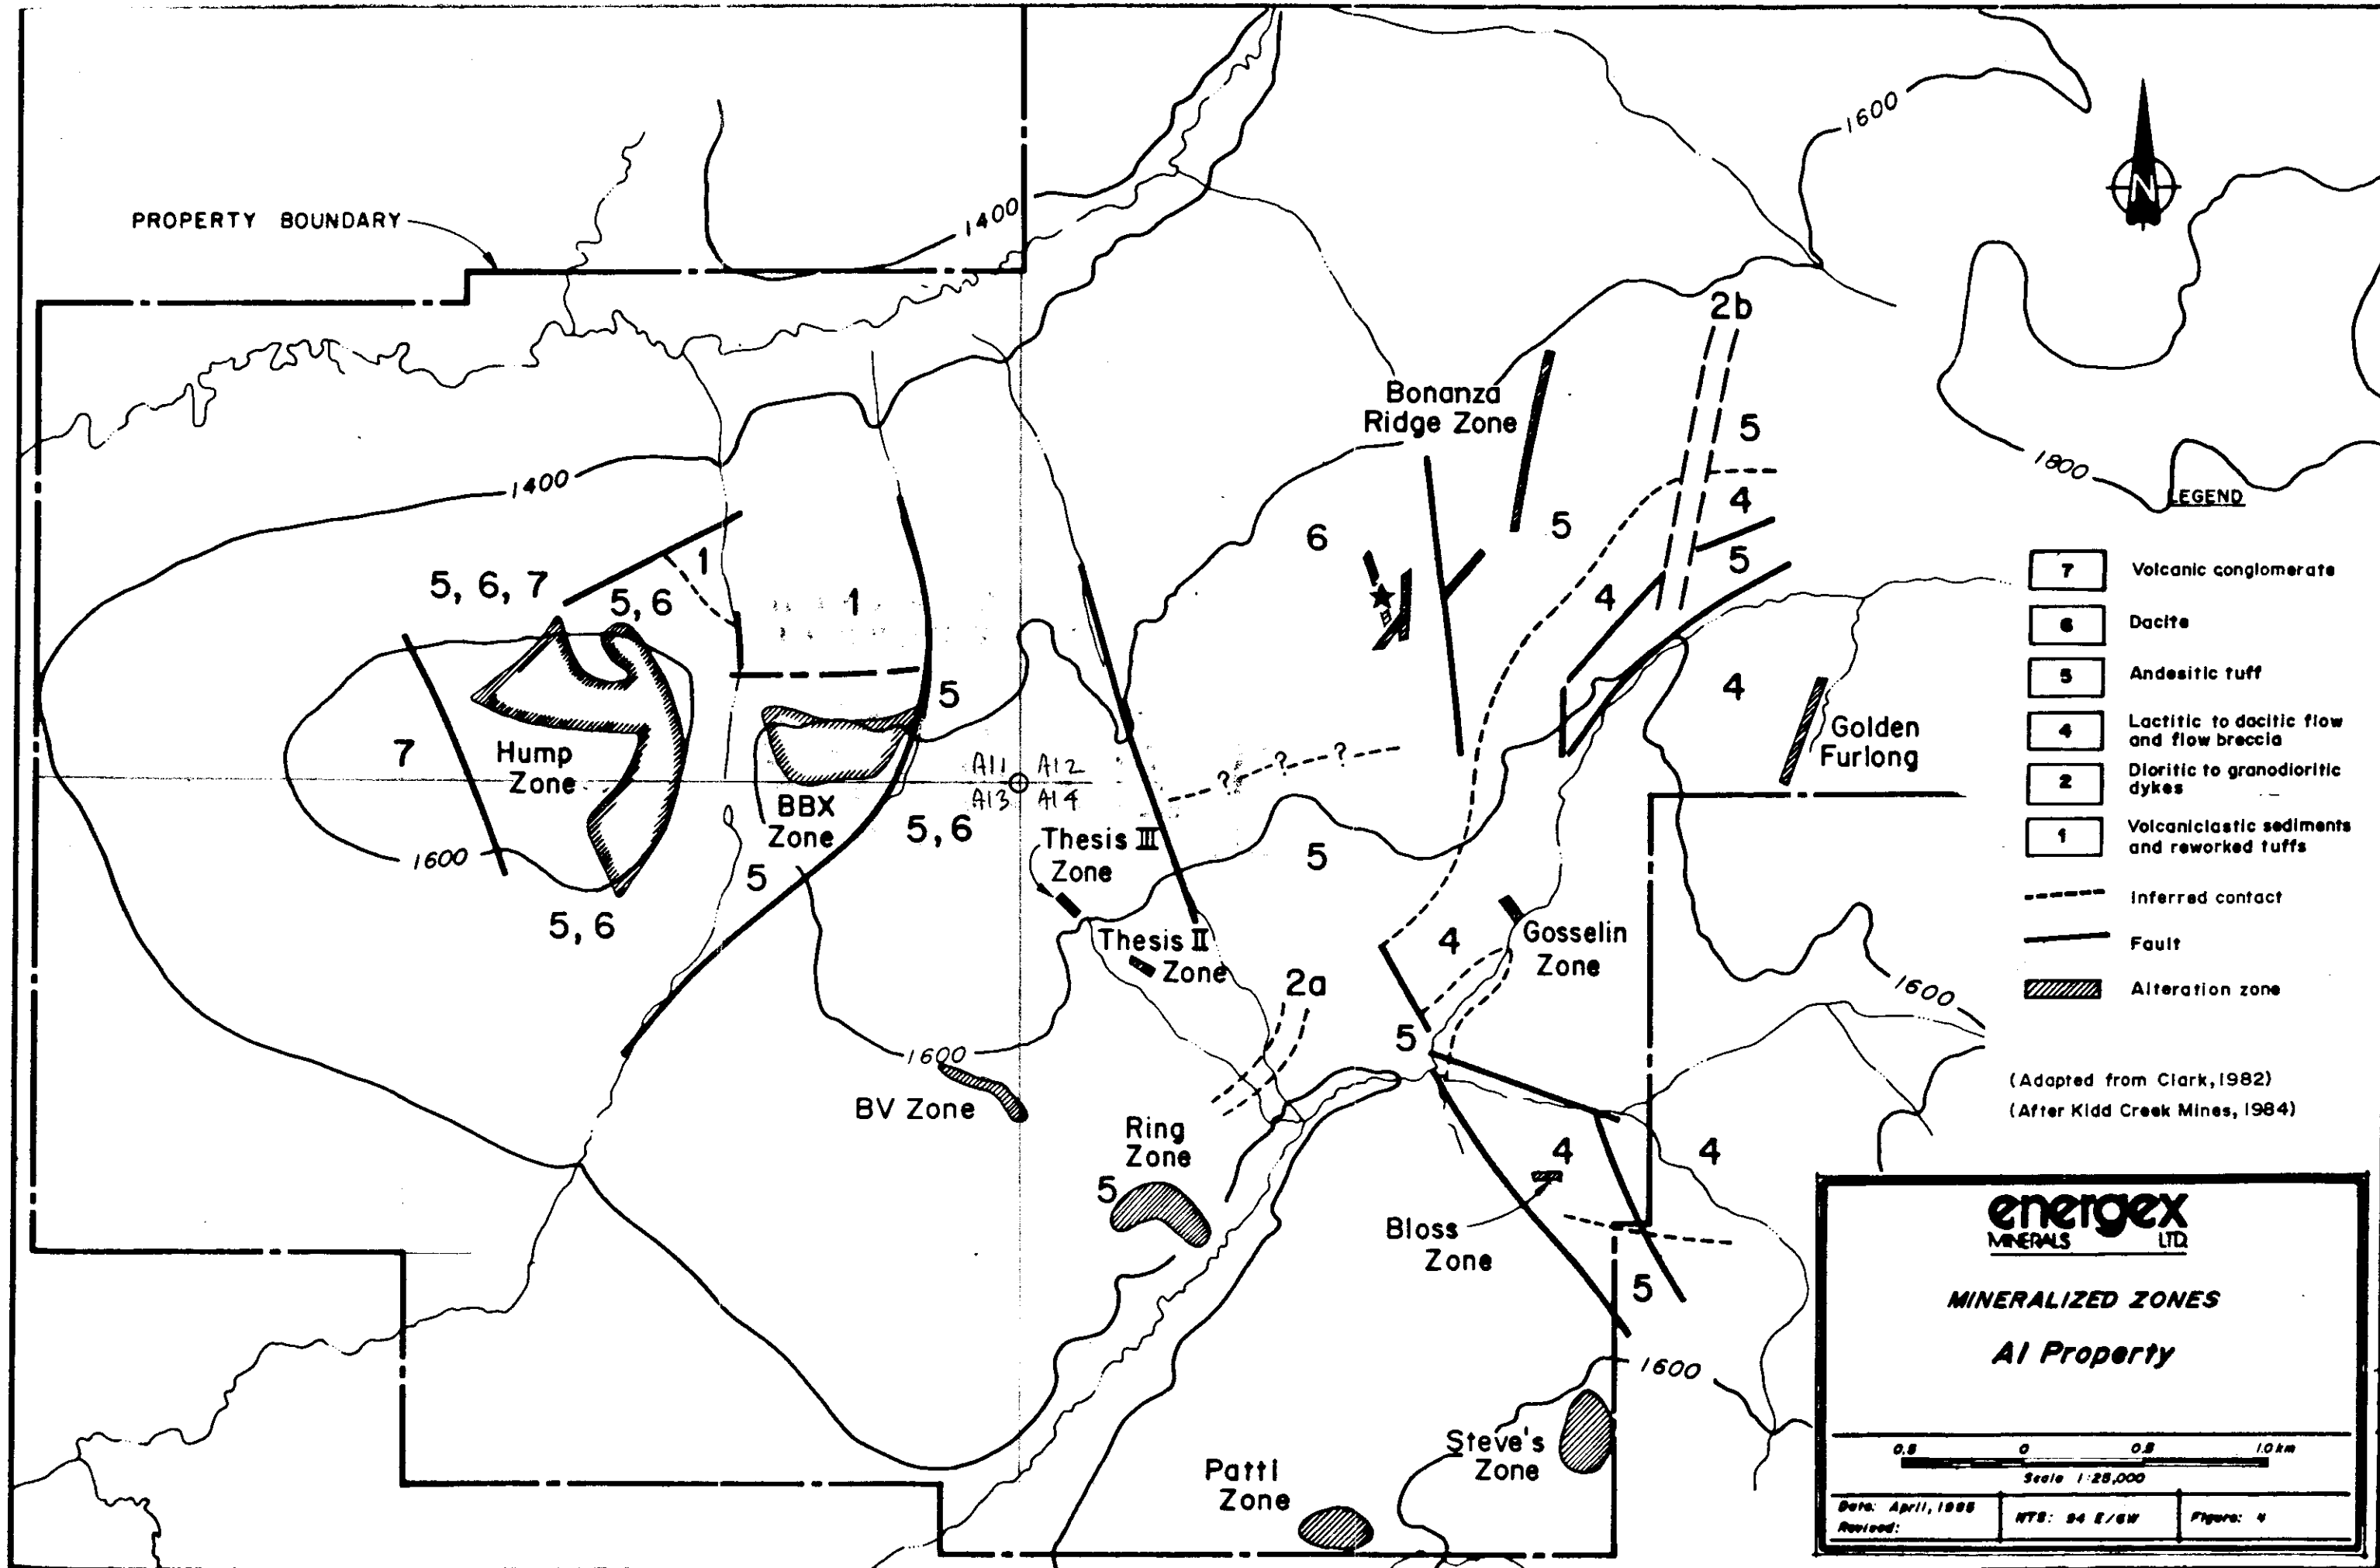 PROPERTY BOUNDARY
1400
1600
1400
1600
1800
2b
Bonanza
Ridge Zone
5
4
5
5
6
4
4
5, 6, 7
1
5, 6
1
5
7
Hump
Zone
BBX
Zone
5
5, 6
5, 6
1600
A11 A12
A13 A14
? ? ?
Thesis III
Zone
Thesis II
Zone
5
Golden
Furlong
4
Gosselin
Zone
2a
5
1600
1600
BV Zone
Ring
Zone
5
4
4
Bloss
Zone
5
1600
Steve's
Zone
Patti
Zone
N
LEGEND
7 Volcanic conglomerate
6 Dacite
5 Andesitic tuff
4 Lactitic to dacitic flow
and flow breccia
2 Dioritic to granodioritic
dykes
1 Volcaniclastic sediments
and reworked tuffs
Inferred contact
Fault
Alteration zone
(Adapted from Clark, 1982)
(After Kidd Creek Mines, 1984)
energex
MINERALS LTD.
MINERALIZED ZONES
Al Property
0.5 0 0.5 1.0 km
Scale 1:25,000
Date: April, 1985
Revised:
NTS: 94 E/6W
Figure: 4